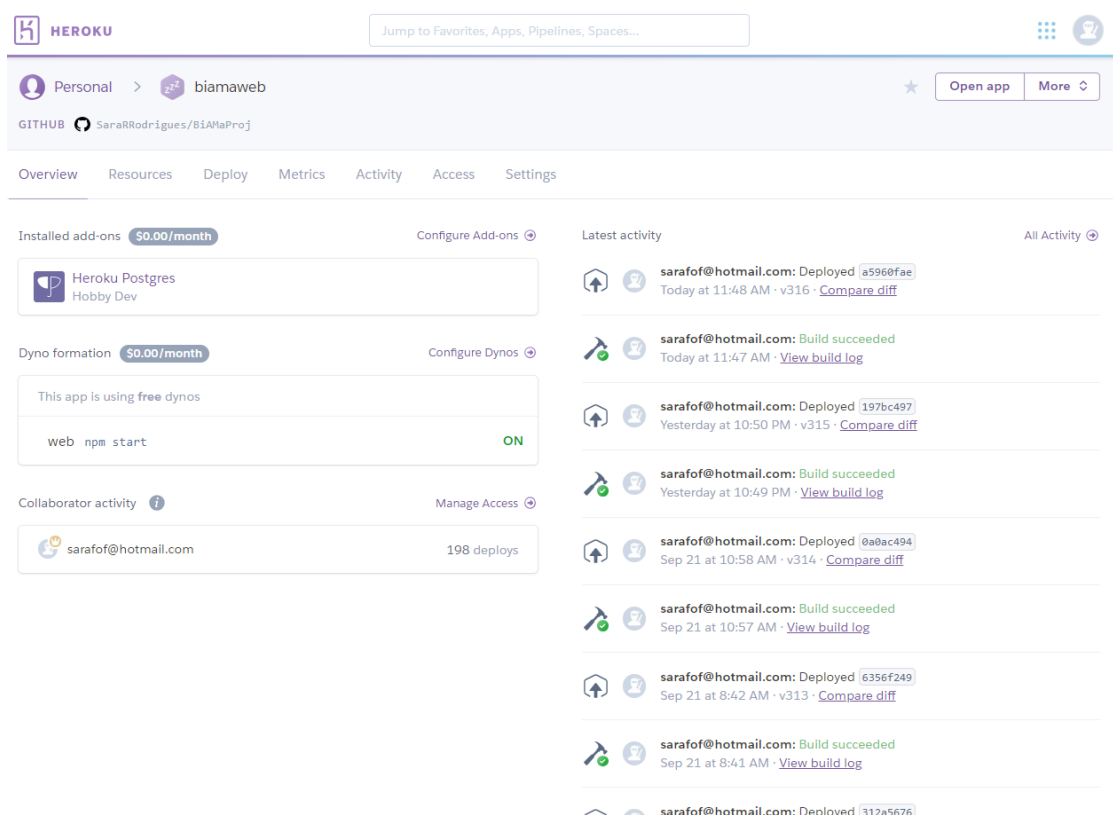 HEROKU
Jump to Favorites, Apps, Pipelines, Spaces...
Personal > biamaweb
Open app
More
GITHUB SaraRRodrigues/BiAMaProj
Overview Resources Deploy Metrics Activity Access Settings
Installed add-ons $0.00/month
Configure Add-ons
Heroku Postgres
Hobby Dev
Dyno formation $0.00/month
Configure Dynos
This app is using free dynos
web npm start ON
Collaborator activity
Manage Access
sarafof@hotmail.com 198 deploys
Latest activity
All Activity
sarafof@hotmail.com: Deployed a5960fae
Today at 11:48 AM · v316 · Compare diff
sarafof@hotmail.com: Build succeeded
Today at 11:47 AM · View build log
sarafof@hotmail.com: Deployed 197bc497
Yesterday at 10:50 PM · v315 · Compare diff
sarafof@hotmail.com: Build succeeded
Yesterday at 10:49 PM · View build log
sarafof@hotmail.com: Deployed 0a0ac494
Sep 21 at 10:58 AM · v314 · Compare diff
sarafof@hotmail.com: Build succeeded
Sep 21 at 10:57 AM · View build log
sarafof@hotmail.com: Deployed 6356f249
Sep 21 at 8:42 AM · v313 · Compare diff
sarafof@hotmail.com: Build succeeded
Sep 21 at 8:41 AM · View build log
sarafof@hotmail.com: Deployed 312a5676